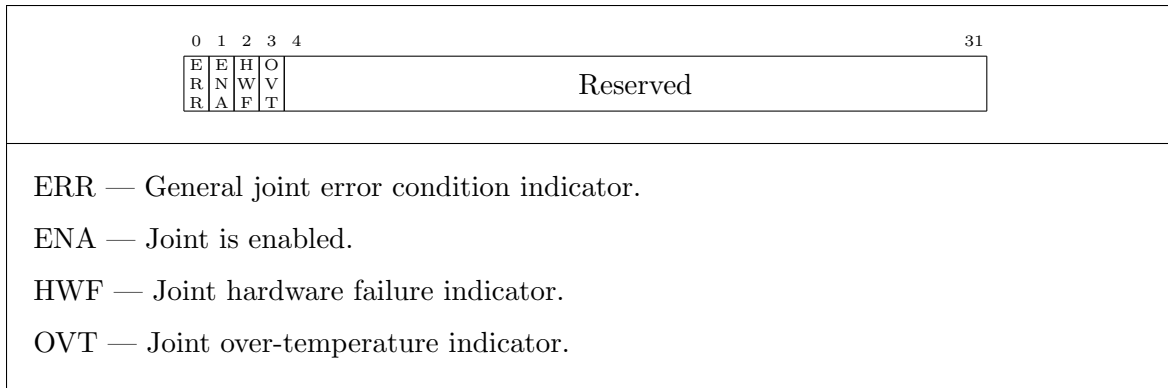 0 1 2 3 4 31
E E H O
R N W V Reserved
R A F T
ERR — General joint error condition indicator.
ENA — Joint is enabled.
HWF — Joint hardware failure indicator.
OVT — Joint over-temperature indicator.